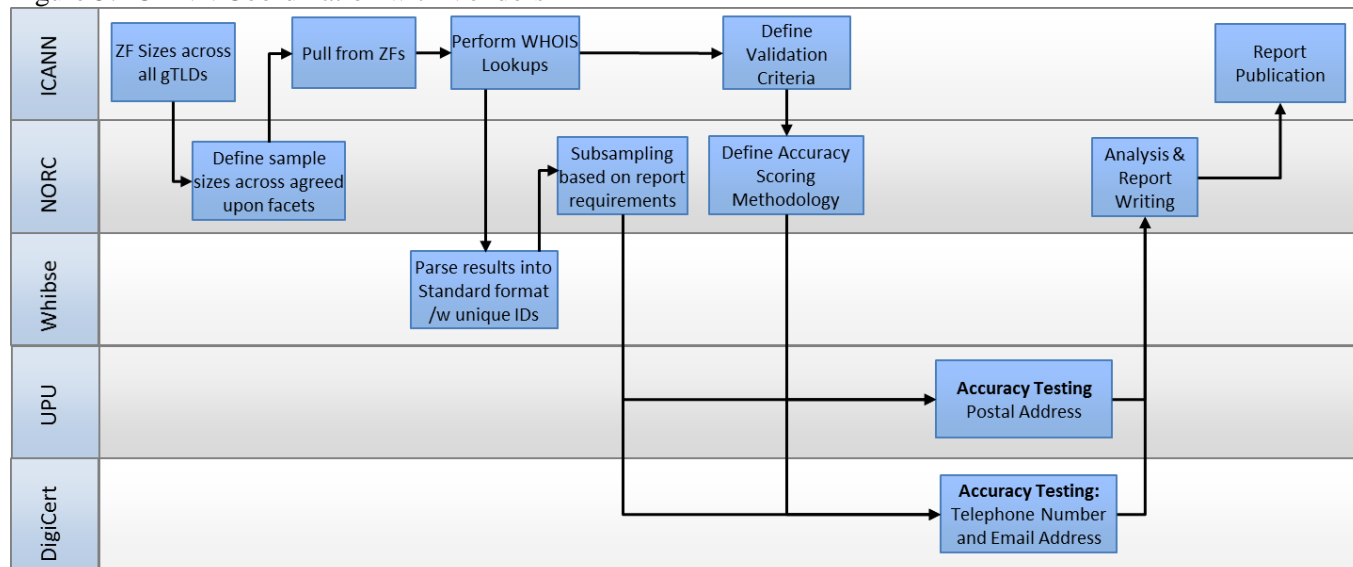 ICANN
ZF Sizes across
all gTLDs
Pull from ZFs
Perform WHOIS
Lookups
Define
Validation
Criteria
Report
Publication
NORC
Define sample
sizes across agreed
upon facets
Subsampling
based on report
requirements
Define Accuracy
Scoring
Methodology
Analysis &
Report
Writing
Whibse
Parse results into
Standard format
/w unique IDs
UPU
Accuracy Testing
Postal Address
DigiCert
Accuracy Testing:
Telephone Number
and Email Address